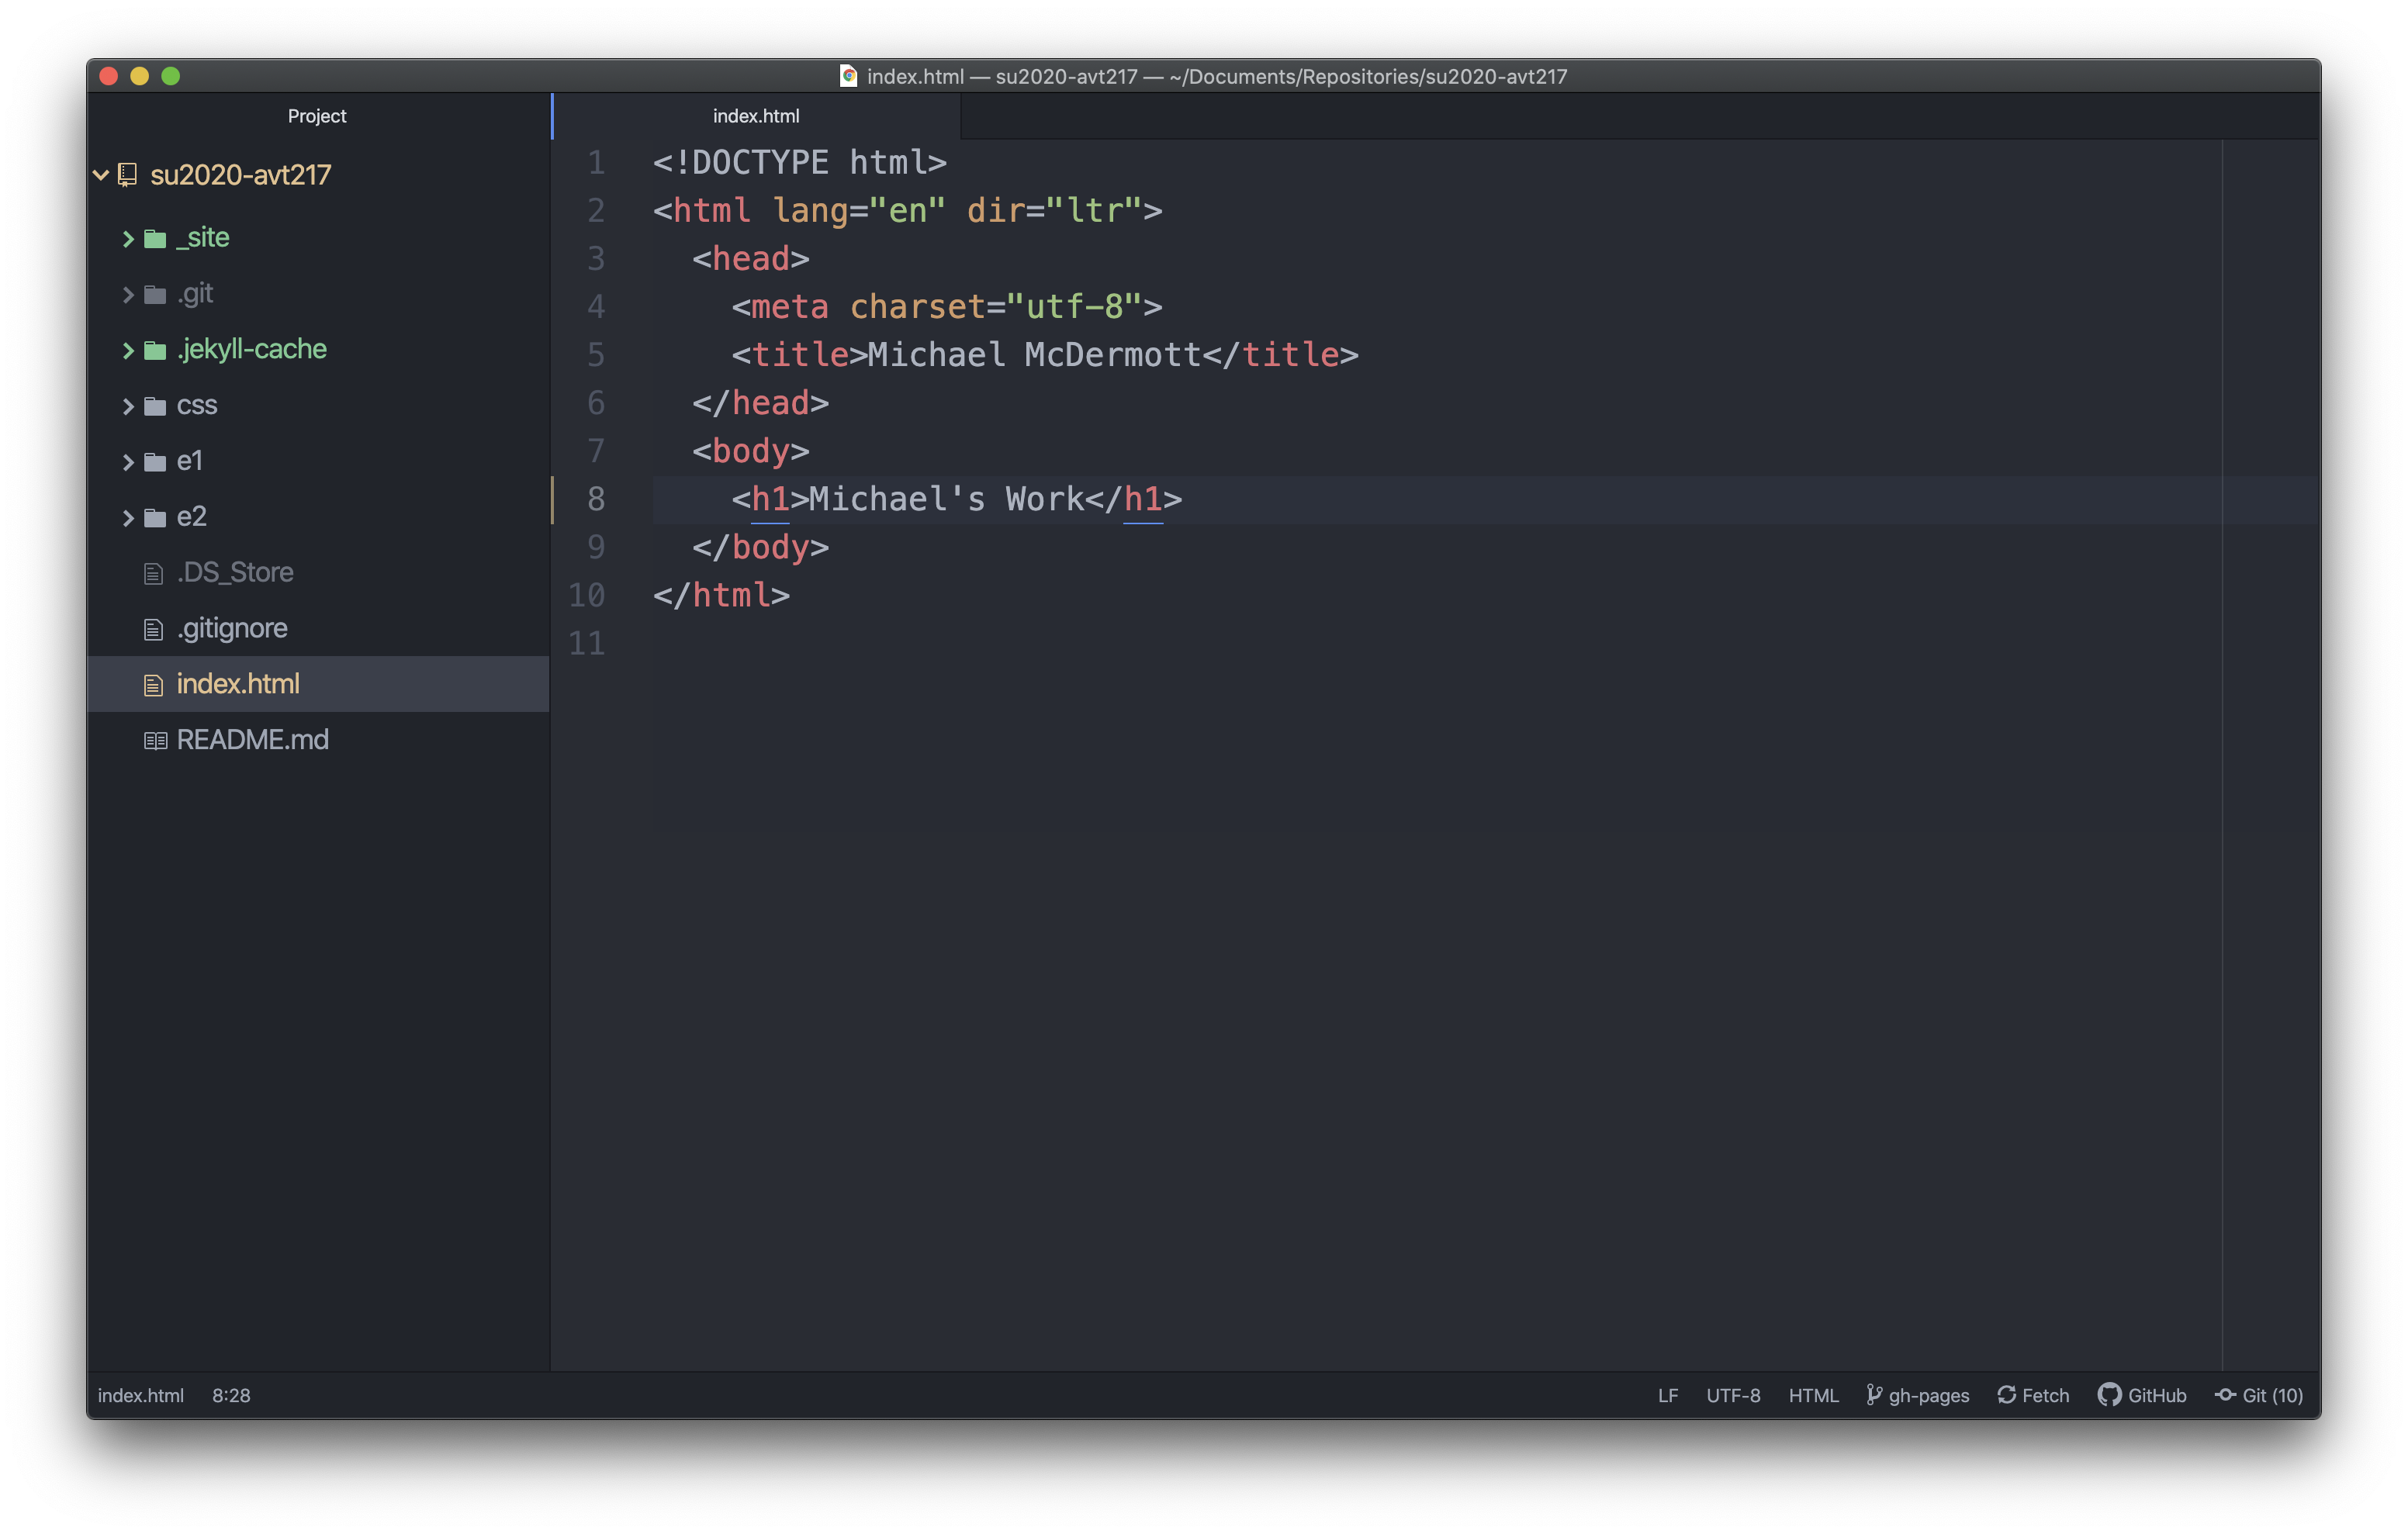 index.html — su2020-avt217 — ~/Documents/Repositories/su2020-avt217
Project
su2020-avt217
_site
.git
.jekyll-cache
css
e1
e2
.DS_Store
.gitignore
index.html
README.md
index.html
1 <!DOCTYPE html>
2 <html lang="en" dir="ltr">
3   <head>
4     <meta charset="utf-8">
5     <title>Michael McDermott</title>
6   </head>
7   <body>
8     <h1>Michael's Work</h1>
9   </body>
10 </html>
11
index.html 8:28 LF UTF-8 HTML gh-pages Fetch GitHub Git (10)